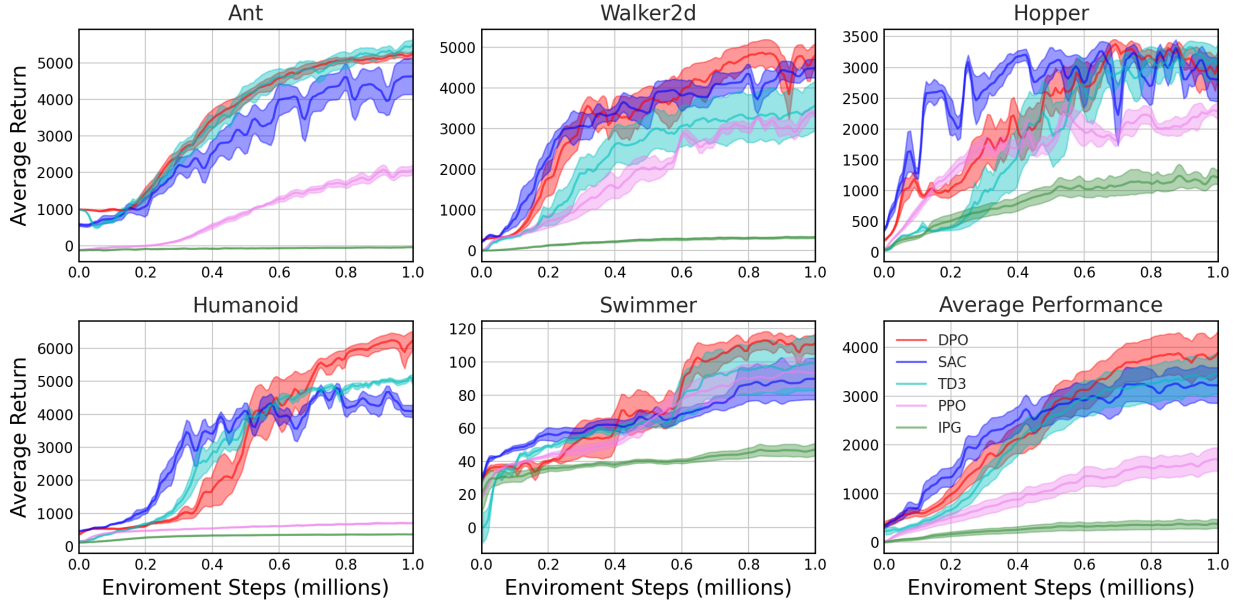 Ant
Walker2d
Hopper
Average Return
5000
4000
3000
2000
1000
0
0.0 0.2 0.4 0.6 0.8 1.0
5000
4000
3000
2000
1000
0
0.0 0.2 0.4 0.6 0.8 1.0
3500
3000
2500
2000
1500
1000
500
0
0.0 0.2 0.4 0.6 0.8 1.0
Humanoid
Swimmer
Average Performance
Average Return
6000
5000
4000
3000
2000
1000
0
0.0 0.2 0.4 0.6 0.8 1.0
Enviroment Steps (millions)
120
100
80
60
40
20
0
0.0 0.2 0.4 0.6 0.8 1.0
Enviroment Steps (millions)
4000
3000
2000
1000
0
DPO
SAC
TD3
PPO
IPG
0.0 0.2 0.4 0.6 0.8 1.0
Enviroment Steps (millions)